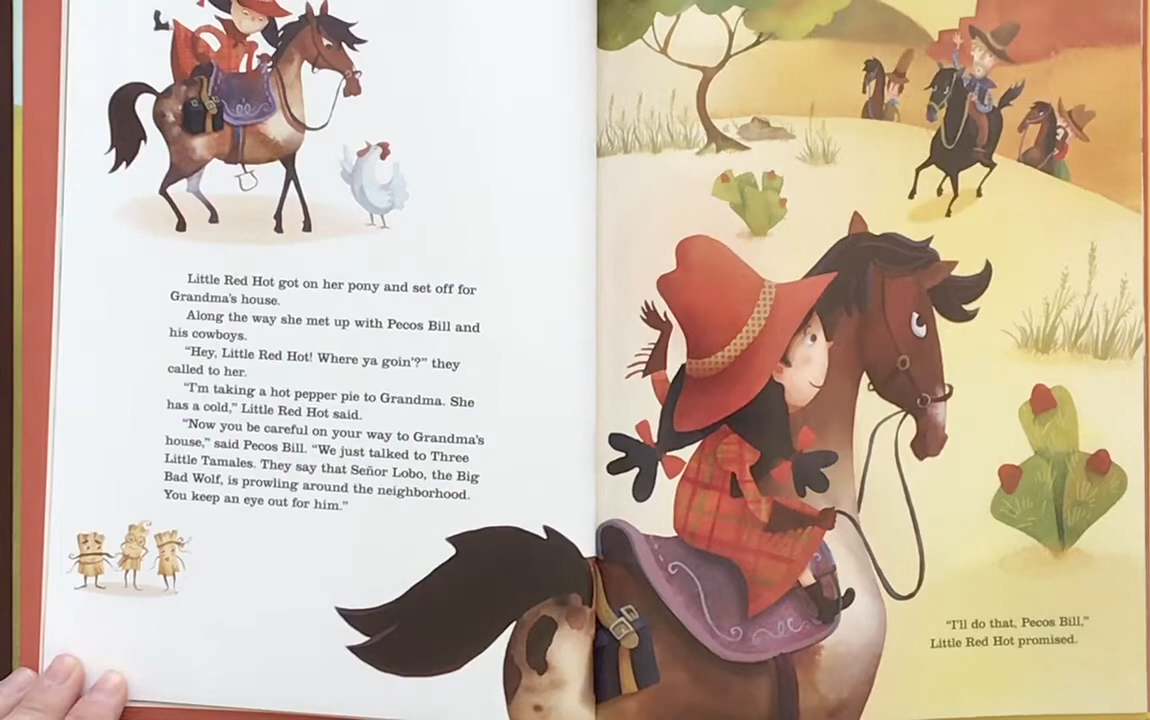 Little Red Hot got on her pony and set off for
Grandma's house.
Along the way she met up with Pecos Bill and
his cowboys.
"Hey, Little Red Hot! Where ya goin'?" they
called to her.
"I'm taking a hot pepper pie to Grandma. She
has a cold," Little Red Hot said.
"Now you be careful on your way to Grandma's
house," said Pecos Bill. "We just talked to Three
Little Tamales. They say that Señor Lobo, the Big
Bad Wolf, is prowling around the neighborhood.
You keep an eye out for him."
"I'll do that, Pecos Bill,"
Little Red Hot promised.